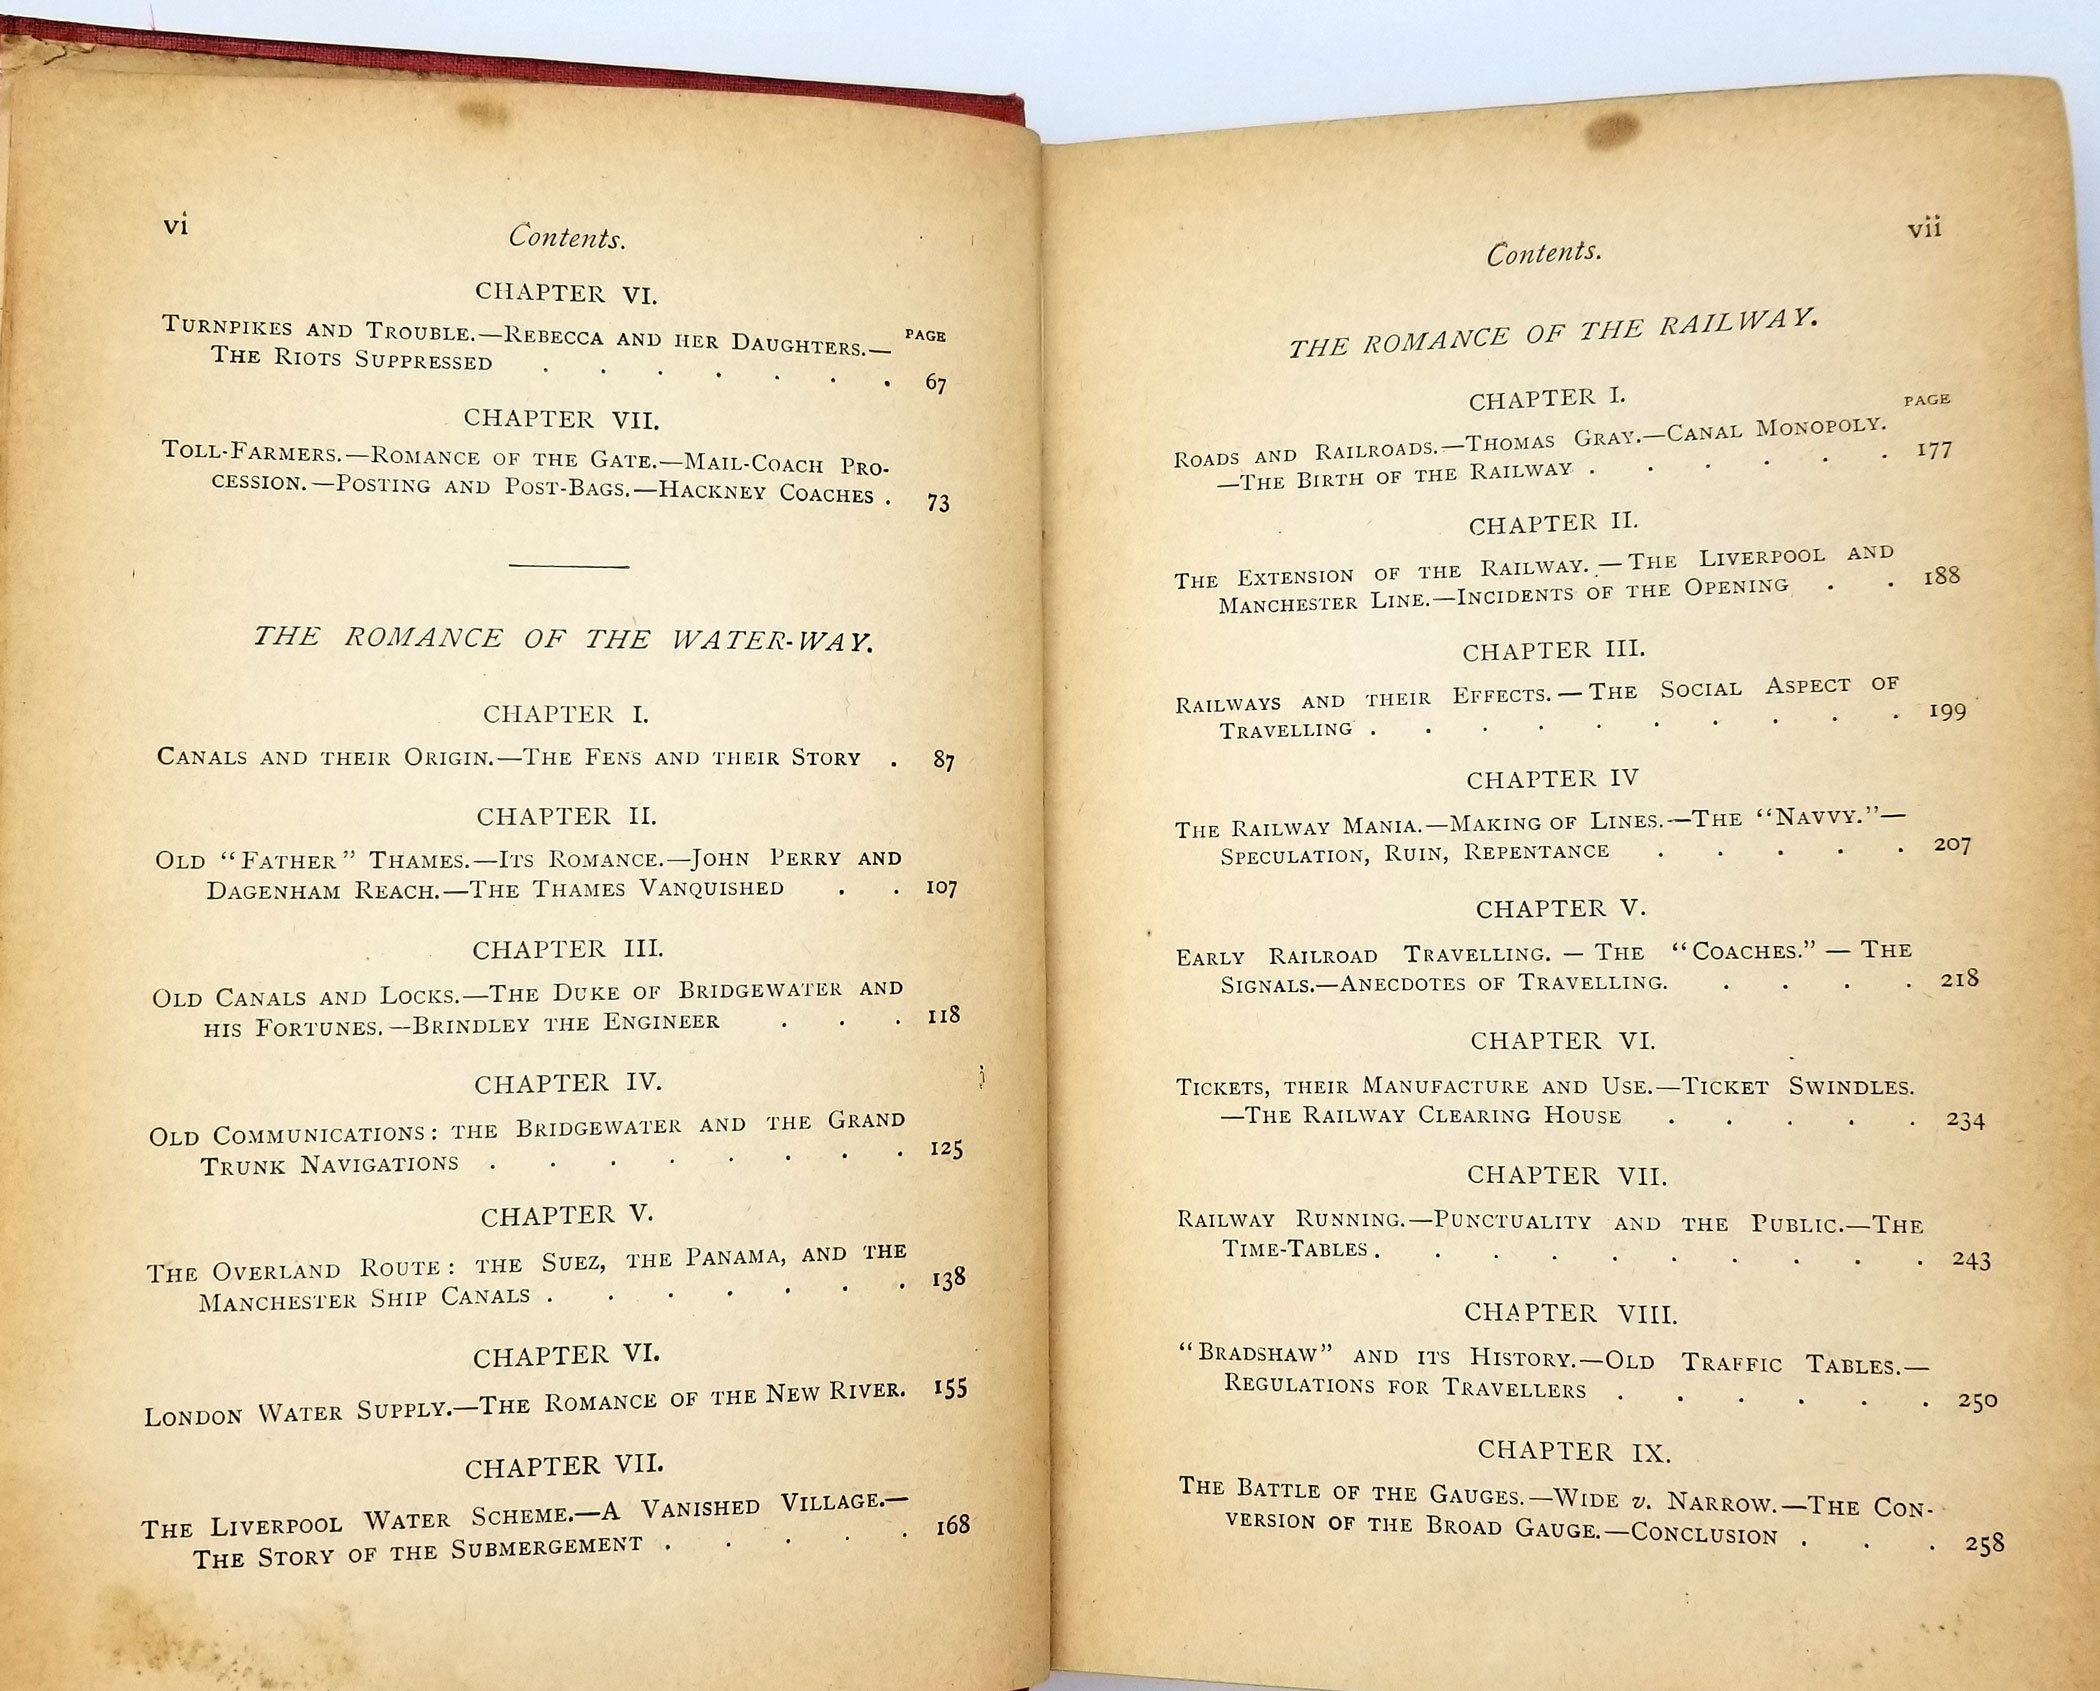 vi
Contents.
CHAPTER VI.
PAGE
TURNPIKES AND TROUBLE.—REBECCA AND HER DAUGHTERS.—
THE RIOTS SUPPRESSED . . . . . . . 67
CHAPTER VII.
TOLL-FARMERS.—ROMANCE OF THE GATE.—MAIL-COACH PRO-
CESSION.—POSTING AND POST-BAGS.—HACKNEY COACHES . 73
THE ROMANCE OF THE WATER-WAY.
CHAPTER I.
CANALS AND THEIR ORIGIN.—THE FENS AND THEIR STORY . 87
CHAPTER II.
OLD "FATHER" THAMES.—ITS ROMANCE.—JOHN PERRY AND
DAGENHAM REACH.—THE THAMES VANQUISHED . . 107
CHAPTER III.
OLD CANALS AND LOCKS.—THE DUKE OF BRIDGEWATER AND
HIS FORTUNES.—BRINDLEY THE ENGINEER . . . 118
CHAPTER IV.
OLD COMMUNICATIONS: THE BRIDGEWATER AND THE GRAND
TRUNK NAVIGATIONS . . . . . . . . 125
CHAPTER V.
THE OVERLAND ROUTE: THE SUEZ, THE PANAMA, AND THE
MANCHESTER SHIP CANALS . . . . . . . 138
CHAPTER VI.
LONDON WATER SUPPLY.—THE ROMANCE OF THE NEW RIVER. 155
CHAPTER VII.
THE LIVERPOOL WATER SCHEME.—A VANISHED VILLAGE.—
THE STORY OF THE SUBMERGEMENT . . . . . 168
vii
Contents.
THE ROMANCE OF THE RAILWAY.
CHAPTER I.
PAGE
ROADS AND RAILROADS.—THOMAS GRAY.—CANAL MONOPOLY.
—THE BIRTH OF THE RAILWAY . . . . . . 177
CHAPTER II.
THE EXTENSION OF THE RAILWAY.—THE LIVERPOOL AND
MANCHESTER LINE.—INCIDENTS OF THE OPENING . . 188
CHAPTER III.
RAILWAYS AND THEIR EFFECTS.—THE SOCIAL ASPECT OF
TRAVELLING . . . . . . . . . . 199
CHAPTER IV
THE RAILWAY MANIA.—MAKING OF LINES.—THE "NAVVY."—
SPECULATION, RUIN, REPENTANCE . . . . . 207
CHAPTER V.
EARLY RAILROAD TRAVELLING. — THE "COACHES." — THE
SIGNALS.—ANECDOTES OF TRAVELLING. . . . . 218
CHAPTER VI.
TICKETS, THEIR MANUFACTURE AND USE.—TICKET SWINDLES.
—THE RAILWAY CLEARING HOUSE . . . . . 234
CHAPTER VII.
RAILWAY RUNNING.—PUNCTUALITY AND THE PUBLIC.—THE
TIME-TABLES . . . . . . . . . . 243
CHAPTER VIII.
"BRADSHAW" AND ITS HISTORY.—OLD TRAFFIC TABLES.—
REGULATIONS FOR TRAVELLERS . . . . . . 250
CHAPTER IX.
THE BATTLE OF THE GAUGES.—WIDE v. NARROW.—THE CON-
VERSION OF THE BROAD GAUGE.—CONCLUSION . . . 258